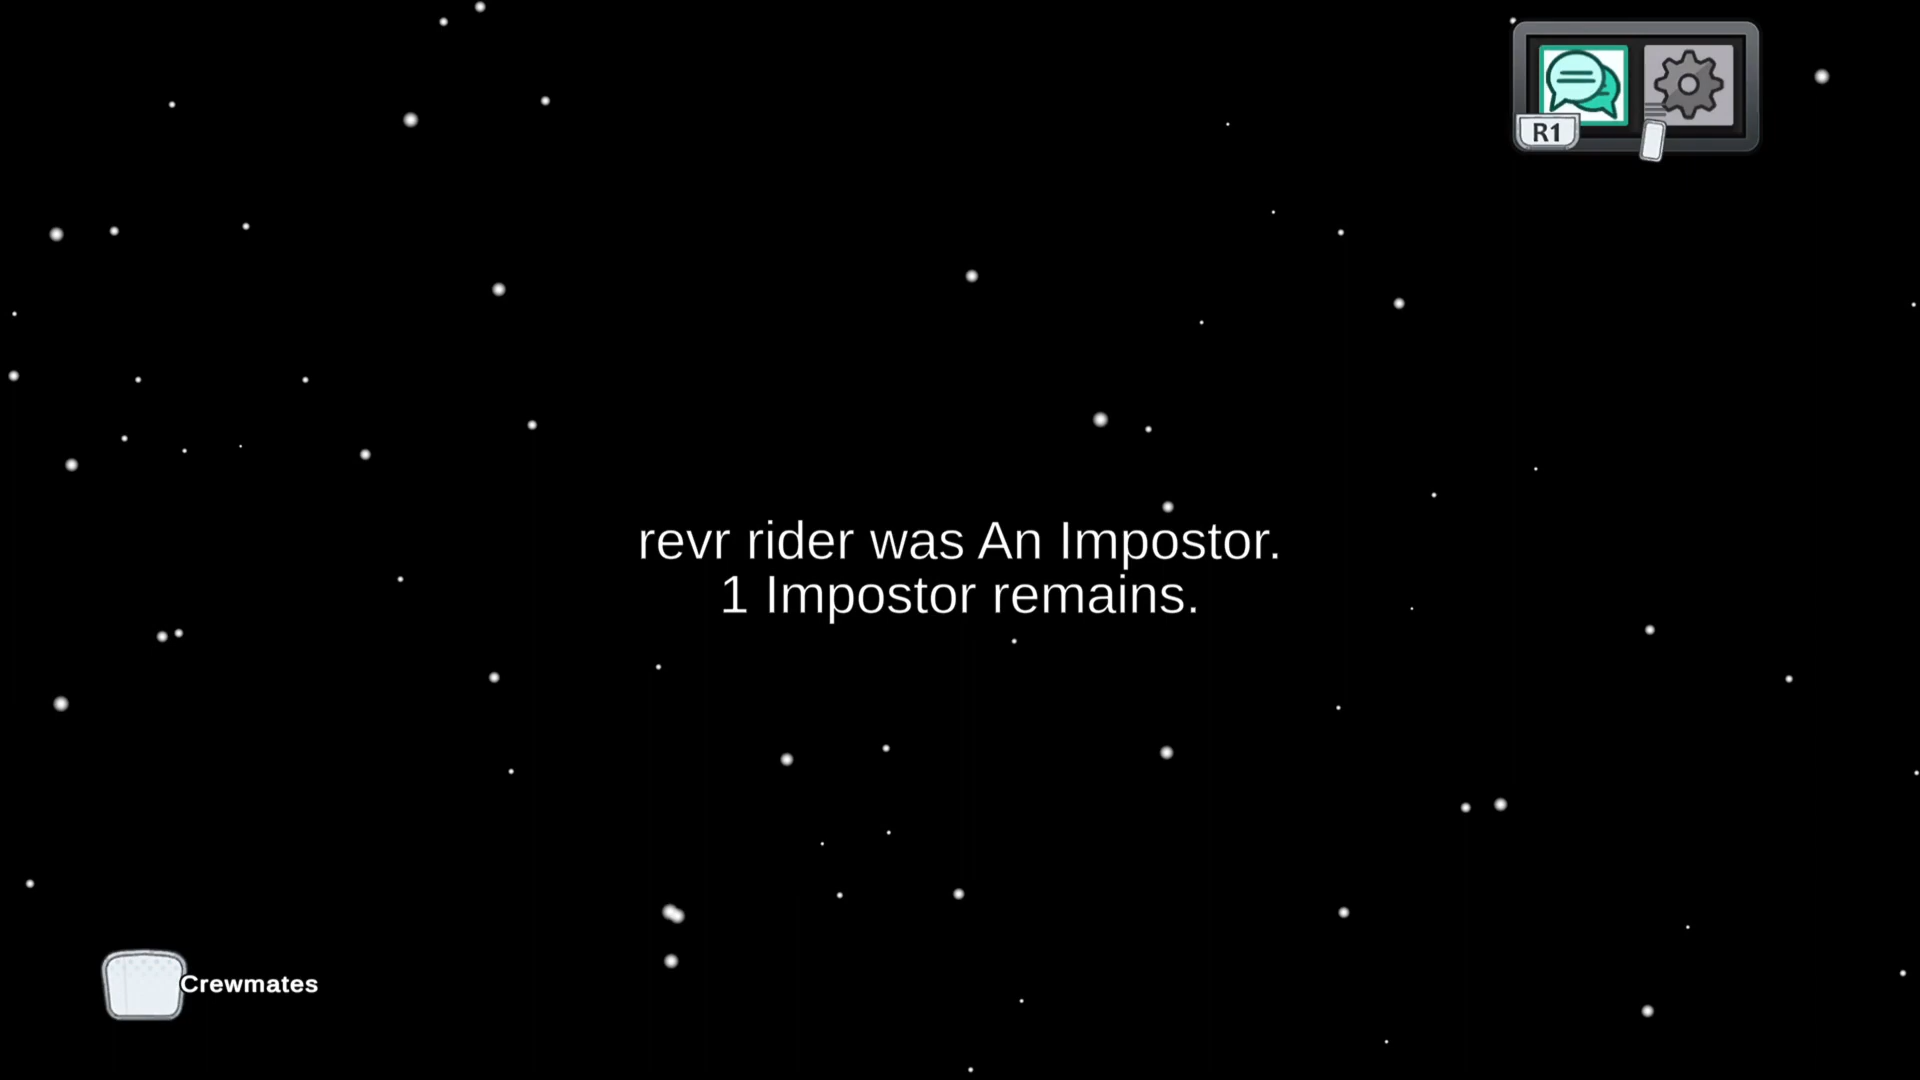 R1
revr rider was An Impostor.
1 Impostor remains.
Crewmates